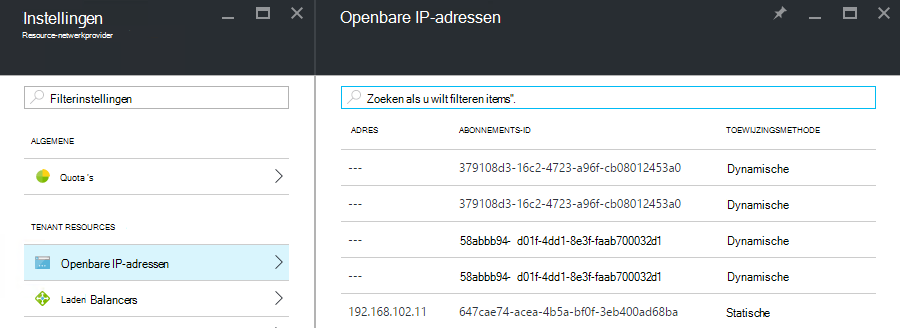 Instellingen
Resource-netwerkprovider
Filterinstellingen
ALGEMENE
Quota 's
TENANT RESOURCES
Openbare IP-adressen
Laden Balancers
Openbare IP-adressen
Zoeken als u wilt filteren items".
ADRES ABONNEMENTS-ID TOEWIJZINGSMETHODE
--- 379108d3-16c2-4723-a96f-cb08012453a0 Dynamische
--- 379108d3-16c2-4723-a96f-cb08012453a0 Dynamische
--- 58abbb94- d01f-4dd1-8e3f-faab700032d1 Dynamische
--- 58abbb94- d01f-4dd1-8e3f-faab700032d1 Dynamische
192.168.102.11 647cae74-acea-4b5a-bf0f-3eb400ad68ba Statische